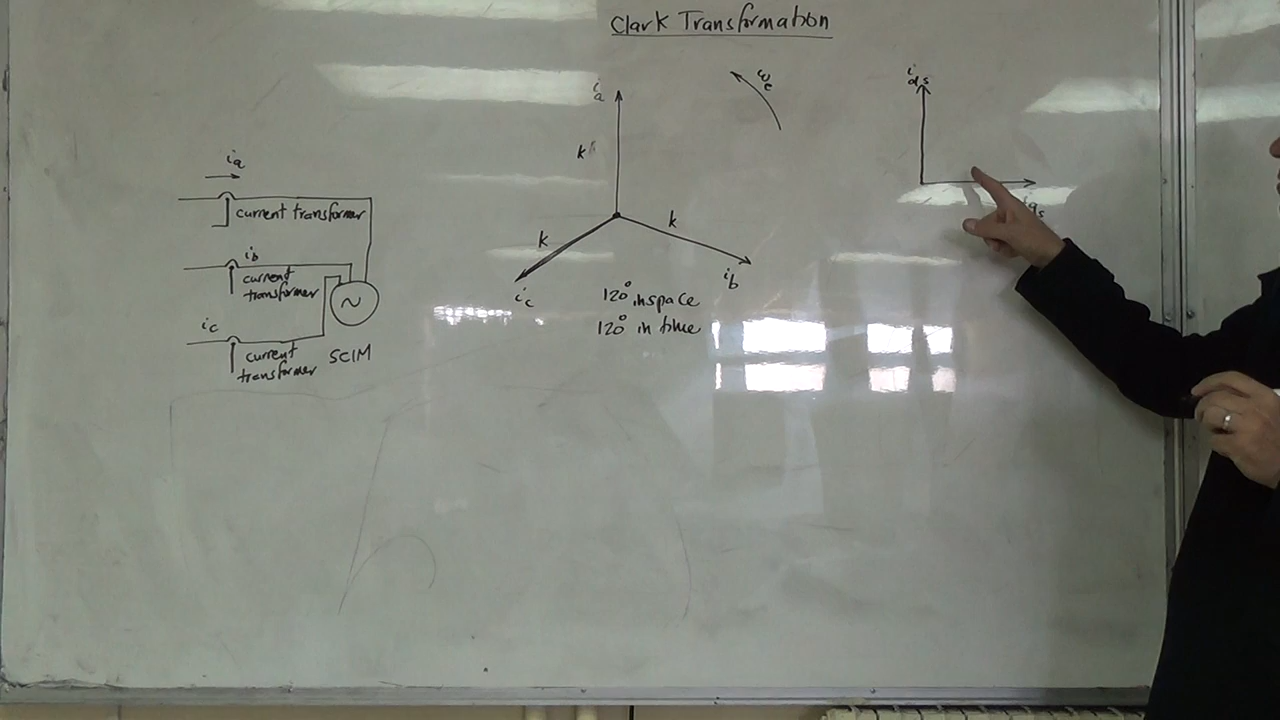 Clark Transformation
ia
current transformer
ib
current
transformer
ic
current
transformer
SCIM
ia
k
k
k
ib
ic
120° in space
120° in time
ωe
ids